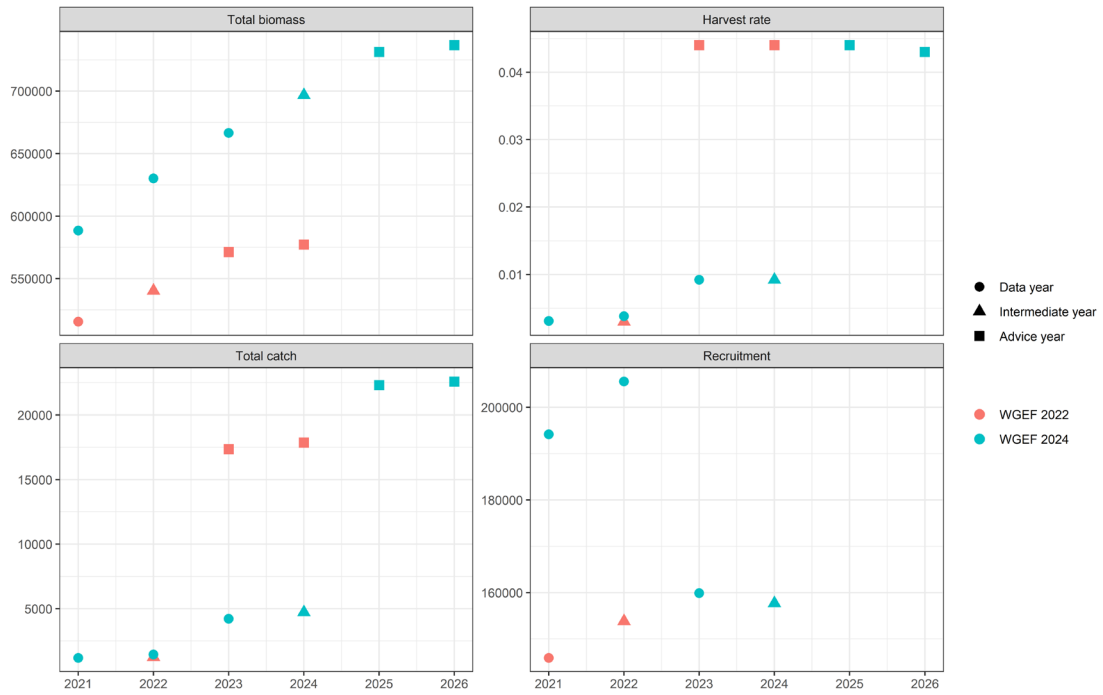 Total biomass
Harvest rate
700000
650000
600000
550000
0.04
0.03
0.02
0.01
Total catch
Recruitment
20000
15000
10000
5000
200000
180000
160000
2021 2022 2023 2024 2025 2026
2021 2022 2023 2024 2025 2026
Data year
Intermediate year
Advice year
WGEF 2022
WGEF 2024